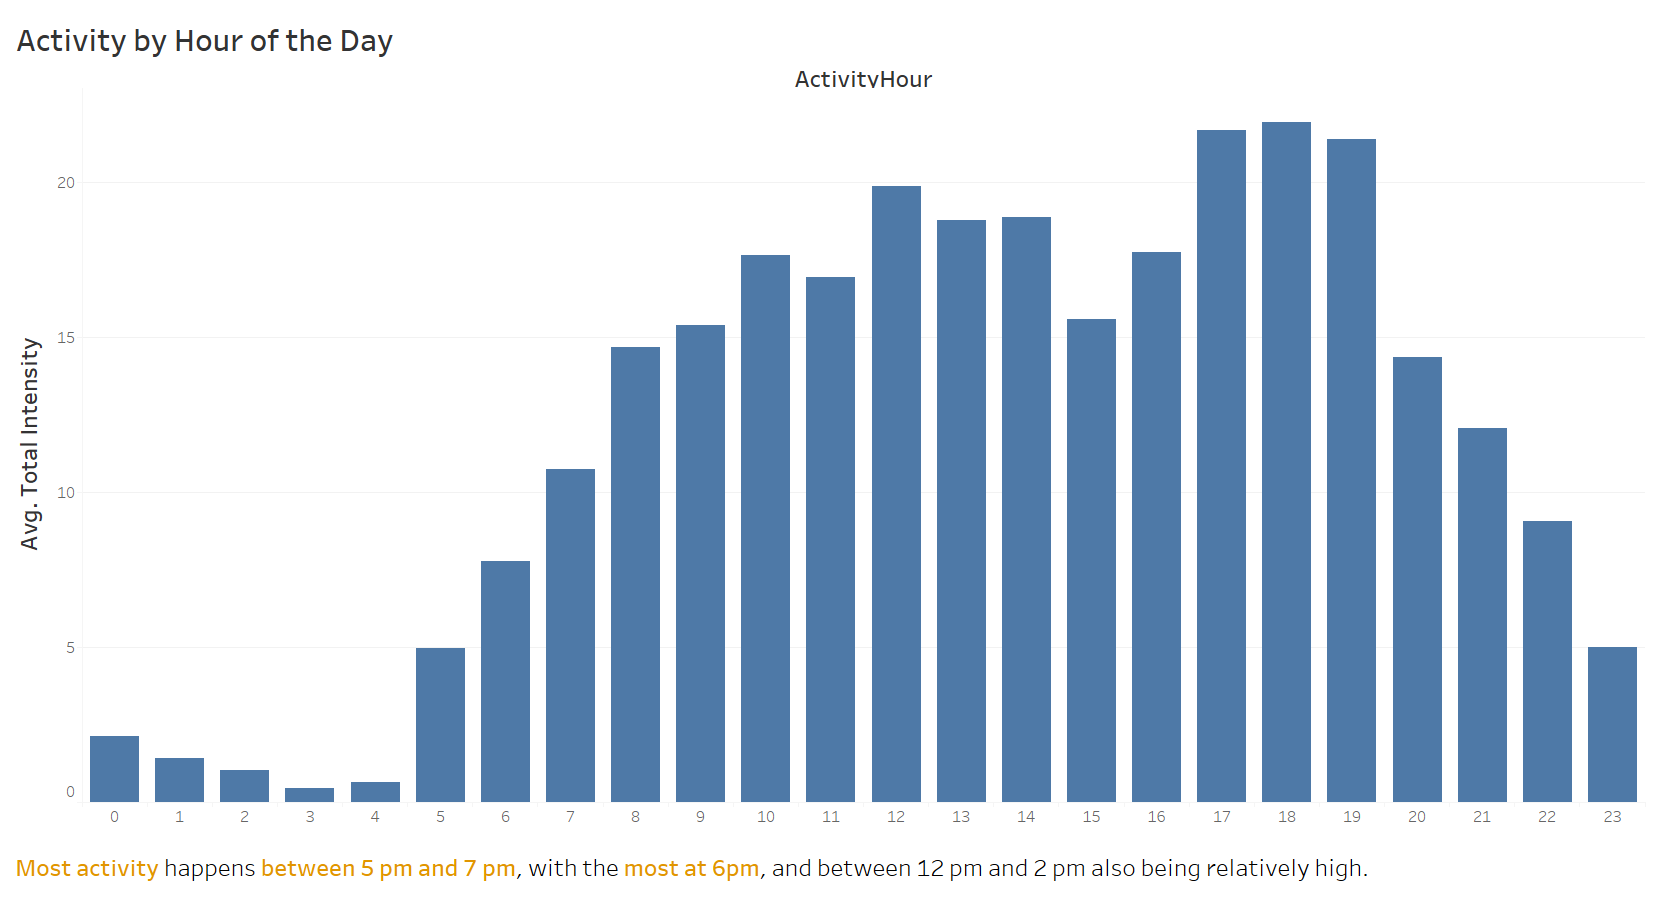 Activity by Hour of the Day
ActivityHour
Avg. Total Intensity
20
15
10
5
0
0 1 2 3 4 5 6 7 8 9 10 11 12 13 14 15 16 17 18 19 20 21 22 23
Most activity happens between 5 pm and 7 pm, with the most at 6pm, and between 12 pm and 2 pm also being relatively high.